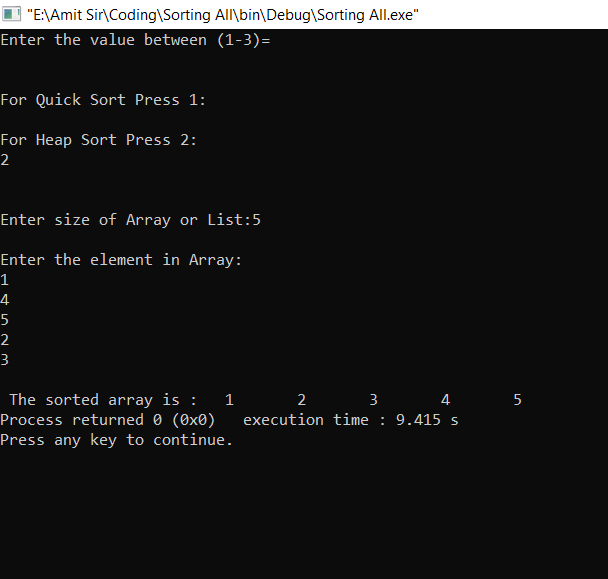 "E:\Amit Sir\Coding\Sorting All\bin\Debug\Sorting All.exe"
Enter the value between (1-3)=
For Quick Sort Press 1:
For Heap Sort Press 2:
2
Enter size of Array or List:5
Enter the element in Array:
1
4
5
2
3
The sorted array is :   1       2       3       4       5
Process returned 0 (0x0)   execution time : 9.415 s
Press any key to continue.